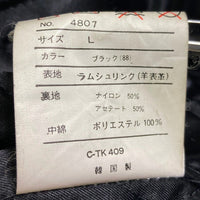 NO. 4807
サイズ L
カラー ブラック(88)
表地 ラムシュリンク(羊表革)
裏地 ナイロン 50%
アセテート 50%
中綿 ポリエステル 100%
C-TK 409
韓国製